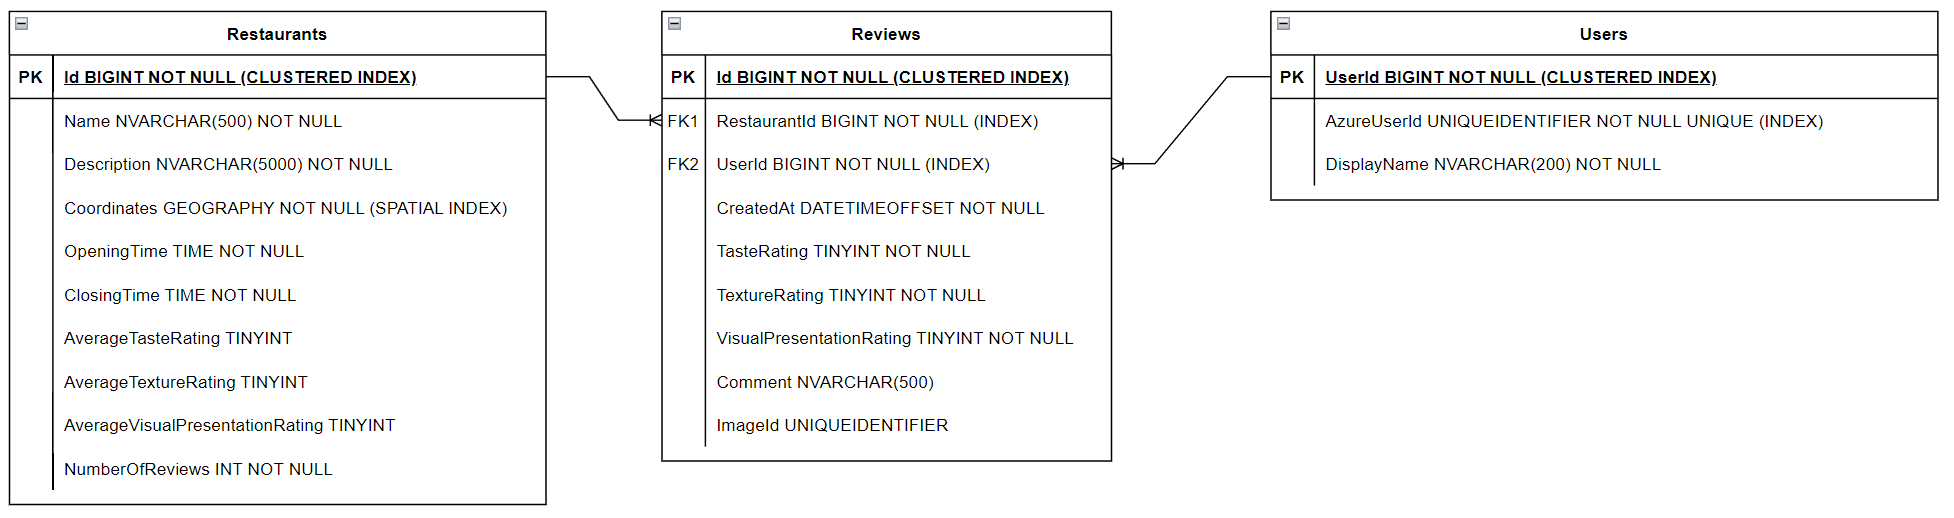 Restaurants
PK Id BIGINT NOT NULL (CLUSTERED INDEX)
Name NVARCHAR(500) NOT NULL
Description NVARCHAR(5000) NOT NULL
Coordinates GEOGRAPHY NOT NULL (SPATIAL INDEX)
OpeningTime TIME NOT NULL
ClosingTime TIME NOT NULL
AverageTasteRating TINYINT
AverageTextureRating TINYINT
AverageVisualPresentationRating TINYINT
NumberOfReviews INT NOT NULL
Reviews
PK Id BIGINT NOT NULL (CLUSTERED INDEX)
FK1 RestaurantId BIGINT NOT NULL (INDEX)
FK2 UserId BIGINT NOT NULL (INDEX)
CreatedAt DATETIMEOFFSET NOT NULL
TasteRating TINYINT NOT NULL
TextureRating TINYINT NOT NULL
VisualPresentationRating TINYINT NOT NULL
Comment NVARCHAR(500)
ImageId UNIQUEIDENTIFIER
Users
PK UserId BIGINT NOT NULL (CLUSTERED INDEX)
AzureUserId UNIQUEIDENTIFIER NOT NULL UNIQUE (INDEX)
DisplayName NVARCHAR(200) NOT NULL